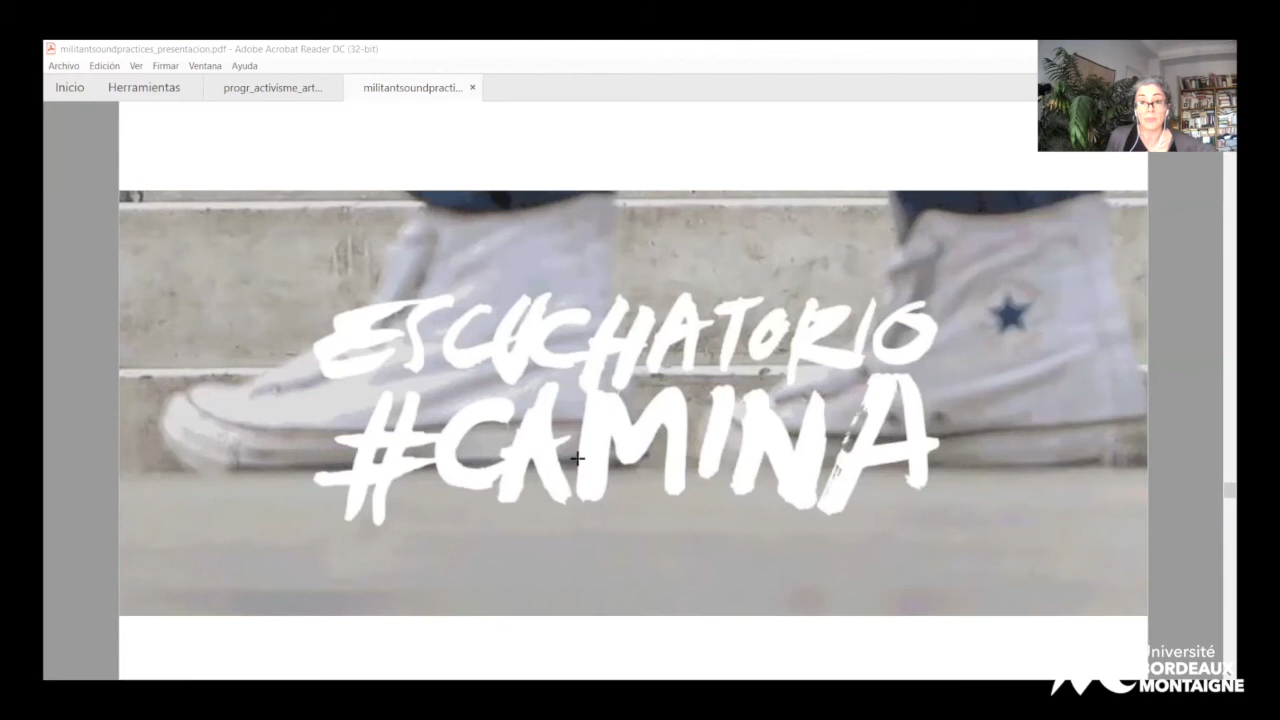 militantsoundpractices_presentacion.pdf - Adobe Acrobat Reader DC (32-bit)
Archivo Edición Ver Firmar Ventana Ayuda
Inicio Herramientas progr_activisme_art... militantsoundpracti... ×
ESCUCHATORIO
#CAMINA
Université
BORDEAUX
MONTAIGNE